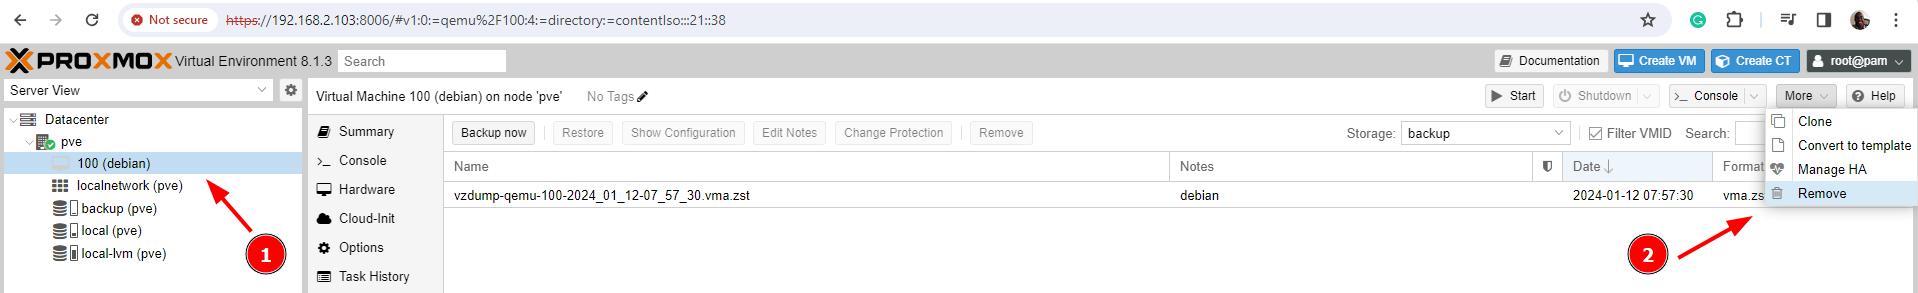 Not secure https://192.168.2.103:8006/#v1:0:=qemu%2F100:4:=directory:=contentIso:::21::38
PROXMOX Virtual Environment 8.1.3 Search Documentation Create VM Create CT root@pam
Server View
Virtual Machine 100 (debian) on node 'pve' No Tags Start Shutdown Console More Help
Datacenter
pve
100 (debian)
localnetwork (pve)
backup (pve)
local (pve)
local-lvm (pve)
1
Summary
Console
Hardware
Cloud-Init
Options
Task History
Backup now Restore Show Configuration Edit Notes Change Protection Remove Storage: backup Filter VMID Search:
Name Notes Date Format
vzdump-qemu-100-2024_01_12-07_57_30.vma.zst debian 2024-01-12 07:57:30 vma.zs
Clone
Convert to template
Manage HA
Remove
2